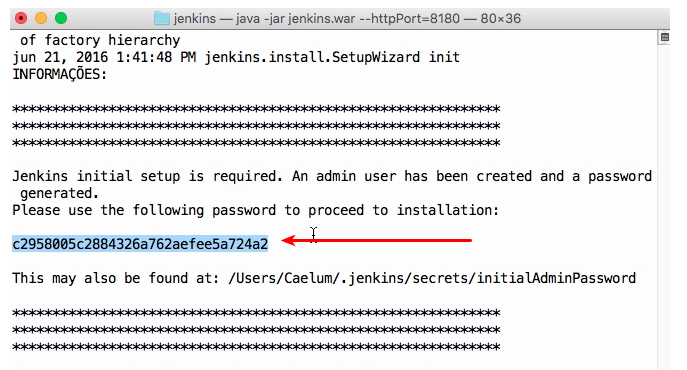 jenkins — java -jar jenkins.war --httpPort=8180 — 80×36
of factory hierarchy
jun 21, 2016 1:41:48 PM jenkins.install.SetupWizard init
INFORMAÇÕES:
*************************************************************
*************************************************************
*************************************************************
Jenkins initial setup is required. An admin user has been created and a password
generated.
Please use the following password to proceed to installation:
c2958005c2884326a762aefee5a724a2
This may also be found at: /Users/Caelum/.jenkins/secrets/initialAdminPassword
*************************************************************
*************************************************************
*************************************************************